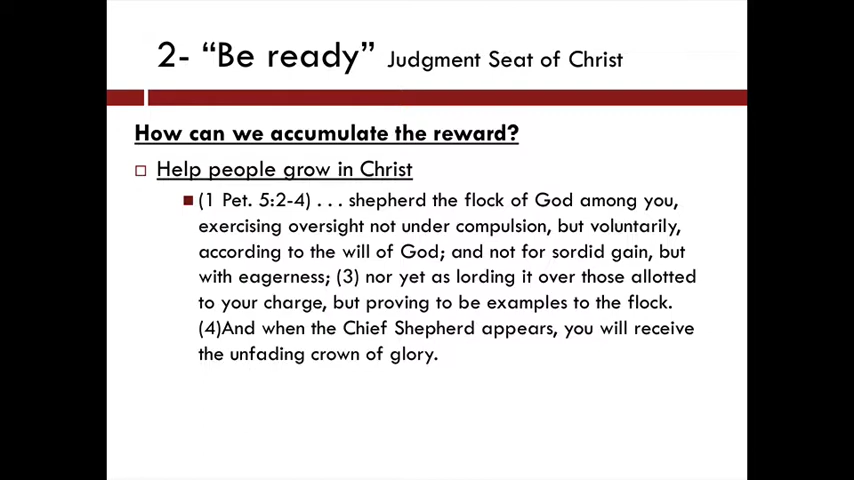 2- “Be ready” Judgment Seat of Christ
How can we accumulate the reward?
Help people grow in Christ
(1 Pet. 5:2-4) . . . shepherd the flock of God among you,
exercising oversight not under compulsion, but voluntarily,
according to the will of God; and not for sordid gain, but
with eagerness; (3) nor yet as lording it over those allotted
to your charge, but proving to be examples to the flock.
(4)And when the Chief Shepherd appears, you will receive
the unfading crown of glory.